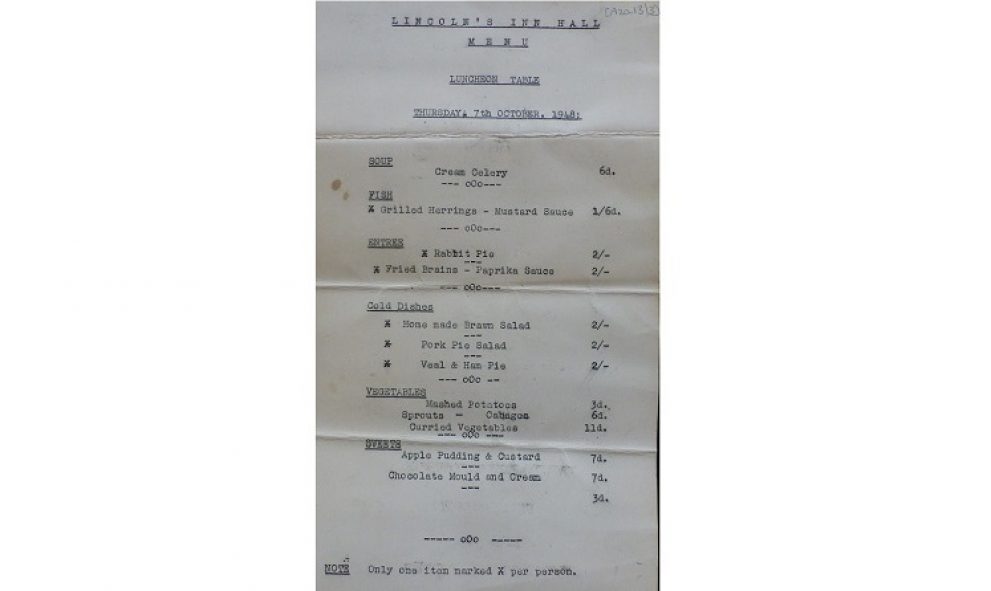 [A2a13/3]
LINCOLN'S INN HALL
MENU
LUNCHEON TABLE
THURSDAY, 7th OCTOBER, 1948:
SOUP
Cream Celery 6d.
--- oOo---
FISH
X Grilled Herrings - Mustard Sauce 1/6d.
--- oOo---
ENTREE
X Rabbit Pie 2/-
---
X Fried Brains - Paprika Sauce 2/-
--- oOo---
Cold Dishes
X Home made Brawn Salad 2/-
---
X Pork Pie Salad 2/-
---
X Veal & Ham Pie 2/-
--- oOo --
VEGETABLES
Mashed Potatoes 3d.
Sprouts - Cabbage 6d.
Curried Vegetables 11d.
--- oOo ---
SWEETS
Apple Pudding & Custard 7d.
---
Chocolate Mould and Cream 7d.
---
3d.
----- oOo -----
NOTE Only one item marked X per person.